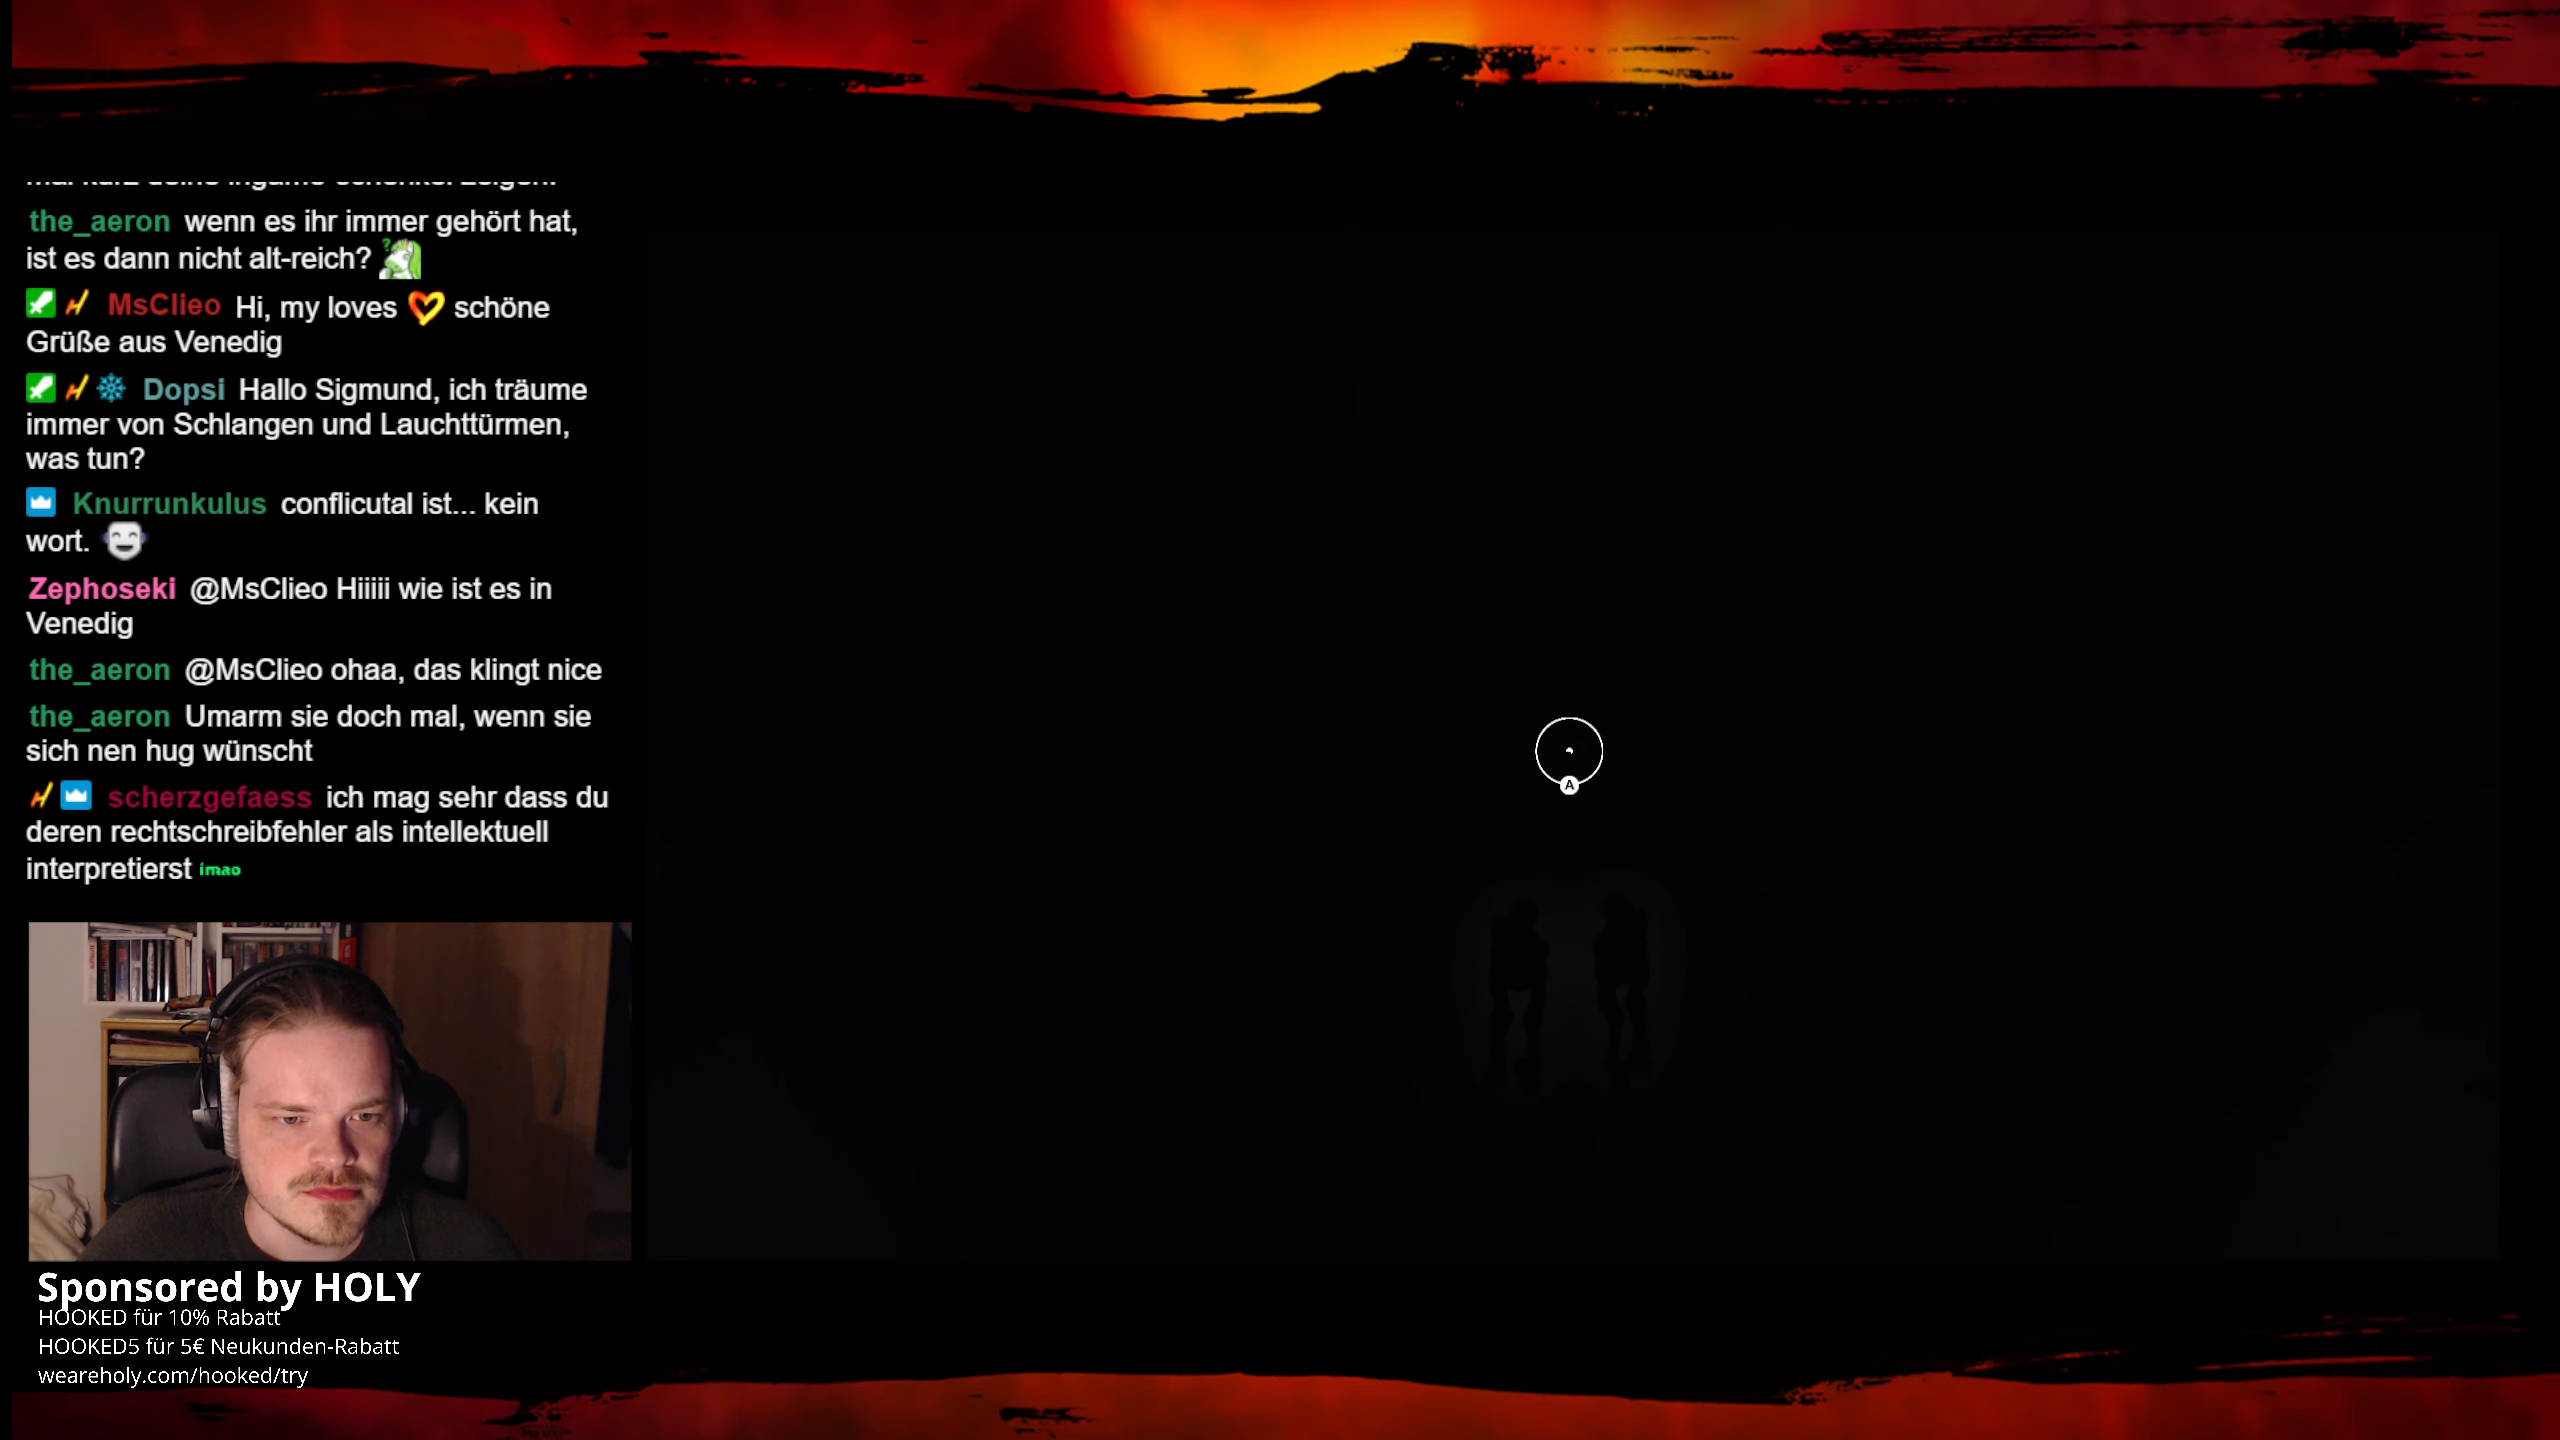 the_aeron wenn es ihr immer gehört hat,
ist es dann nicht alt-reich?
MsClieo Hi, my loves schöne
Grüße aus Venedig
Dopsi Hallo Sigmund, ich träume
immer von Schlangen und Lauchttürmen,
was tun?
Knurrunkulus conflicutal ist... kein
wort.
Zephoseki @MsClieo Hiiiii wie ist es in
Venedig
the_aeron @MsClieo ohaa, das klingt nice
the_aeron Umarm sie doch mal, wenn sie
sich nen hug wünscht
scherzgefaess ich mag sehr dass du
deren rechtschreibfehler als intellektuell
interpretierst lmao
A
Sponsored by HOLY
HOOKED für 10% Rabatt
HOOKED5 für 5€ Neukunden-Rabatt
weareholy.com/hooked/try